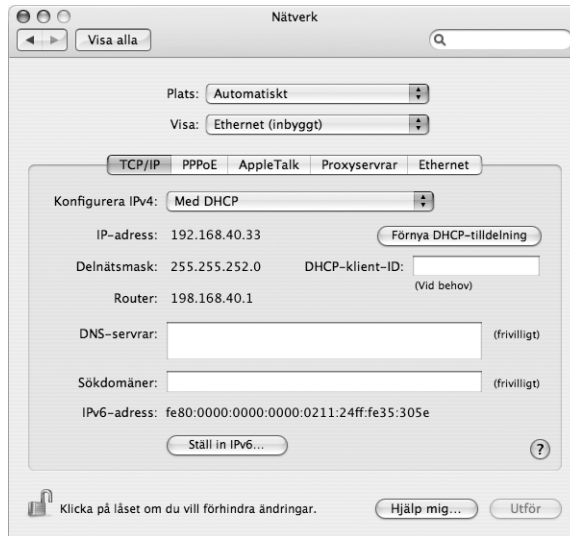 Nätverk
Visa alla
Plats: Automatiskt
Visa: Ethernet (inbyggt)
TCP/IP PPPoE AppleTalk Proxyservrar Ethernet
Konfigurera IPv4: Med DHCP
IP-adress: 192.168.40.33 Förnya DHCP-tilldelning
Delnätsmask: 255.255.252.0 DHCP-klient-ID:
(Vid behov)
Router: 198.168.40.1
DNS-servrar: (frivilligt)
Sökdomäner: (frivilligt)
IPv6-adress: fe80:0000:0000:0000:0211:24ff:fe35:305e
Ställ in IPv6... ?
Klicka på låset om du vill förhindra ändringar. Hjälp mig... Utför